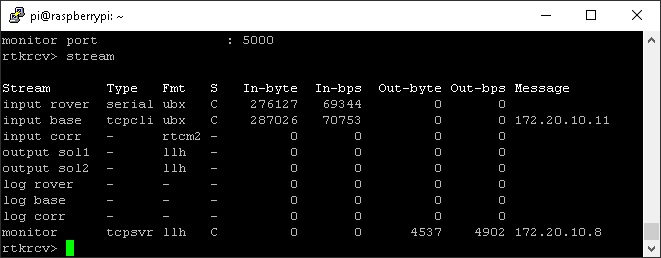 pi@raspberrypi: ~
monitor port : 5000
rtkrcv> stream
Stream Type Fmt S In-byte In-bps Out-byte Out-bps Message
input rover serial ubx C 276127 69344 0 0
input base tcpcli ubx C 287026 70753 0 0 172.20.10.11
input corr - rtcm2 - 0 0 0 0
output sol1 - llh - 0 0 0 0
output sol2 - llh - 0 0 0 0
log rover - - - 0 0 0 0
log base - - - 0 0 0 0
log corr - - - 0 0 0 0
monitor tcpsvr llh C 0 0 4537 4902 172.20.10.8
rtkrcv>